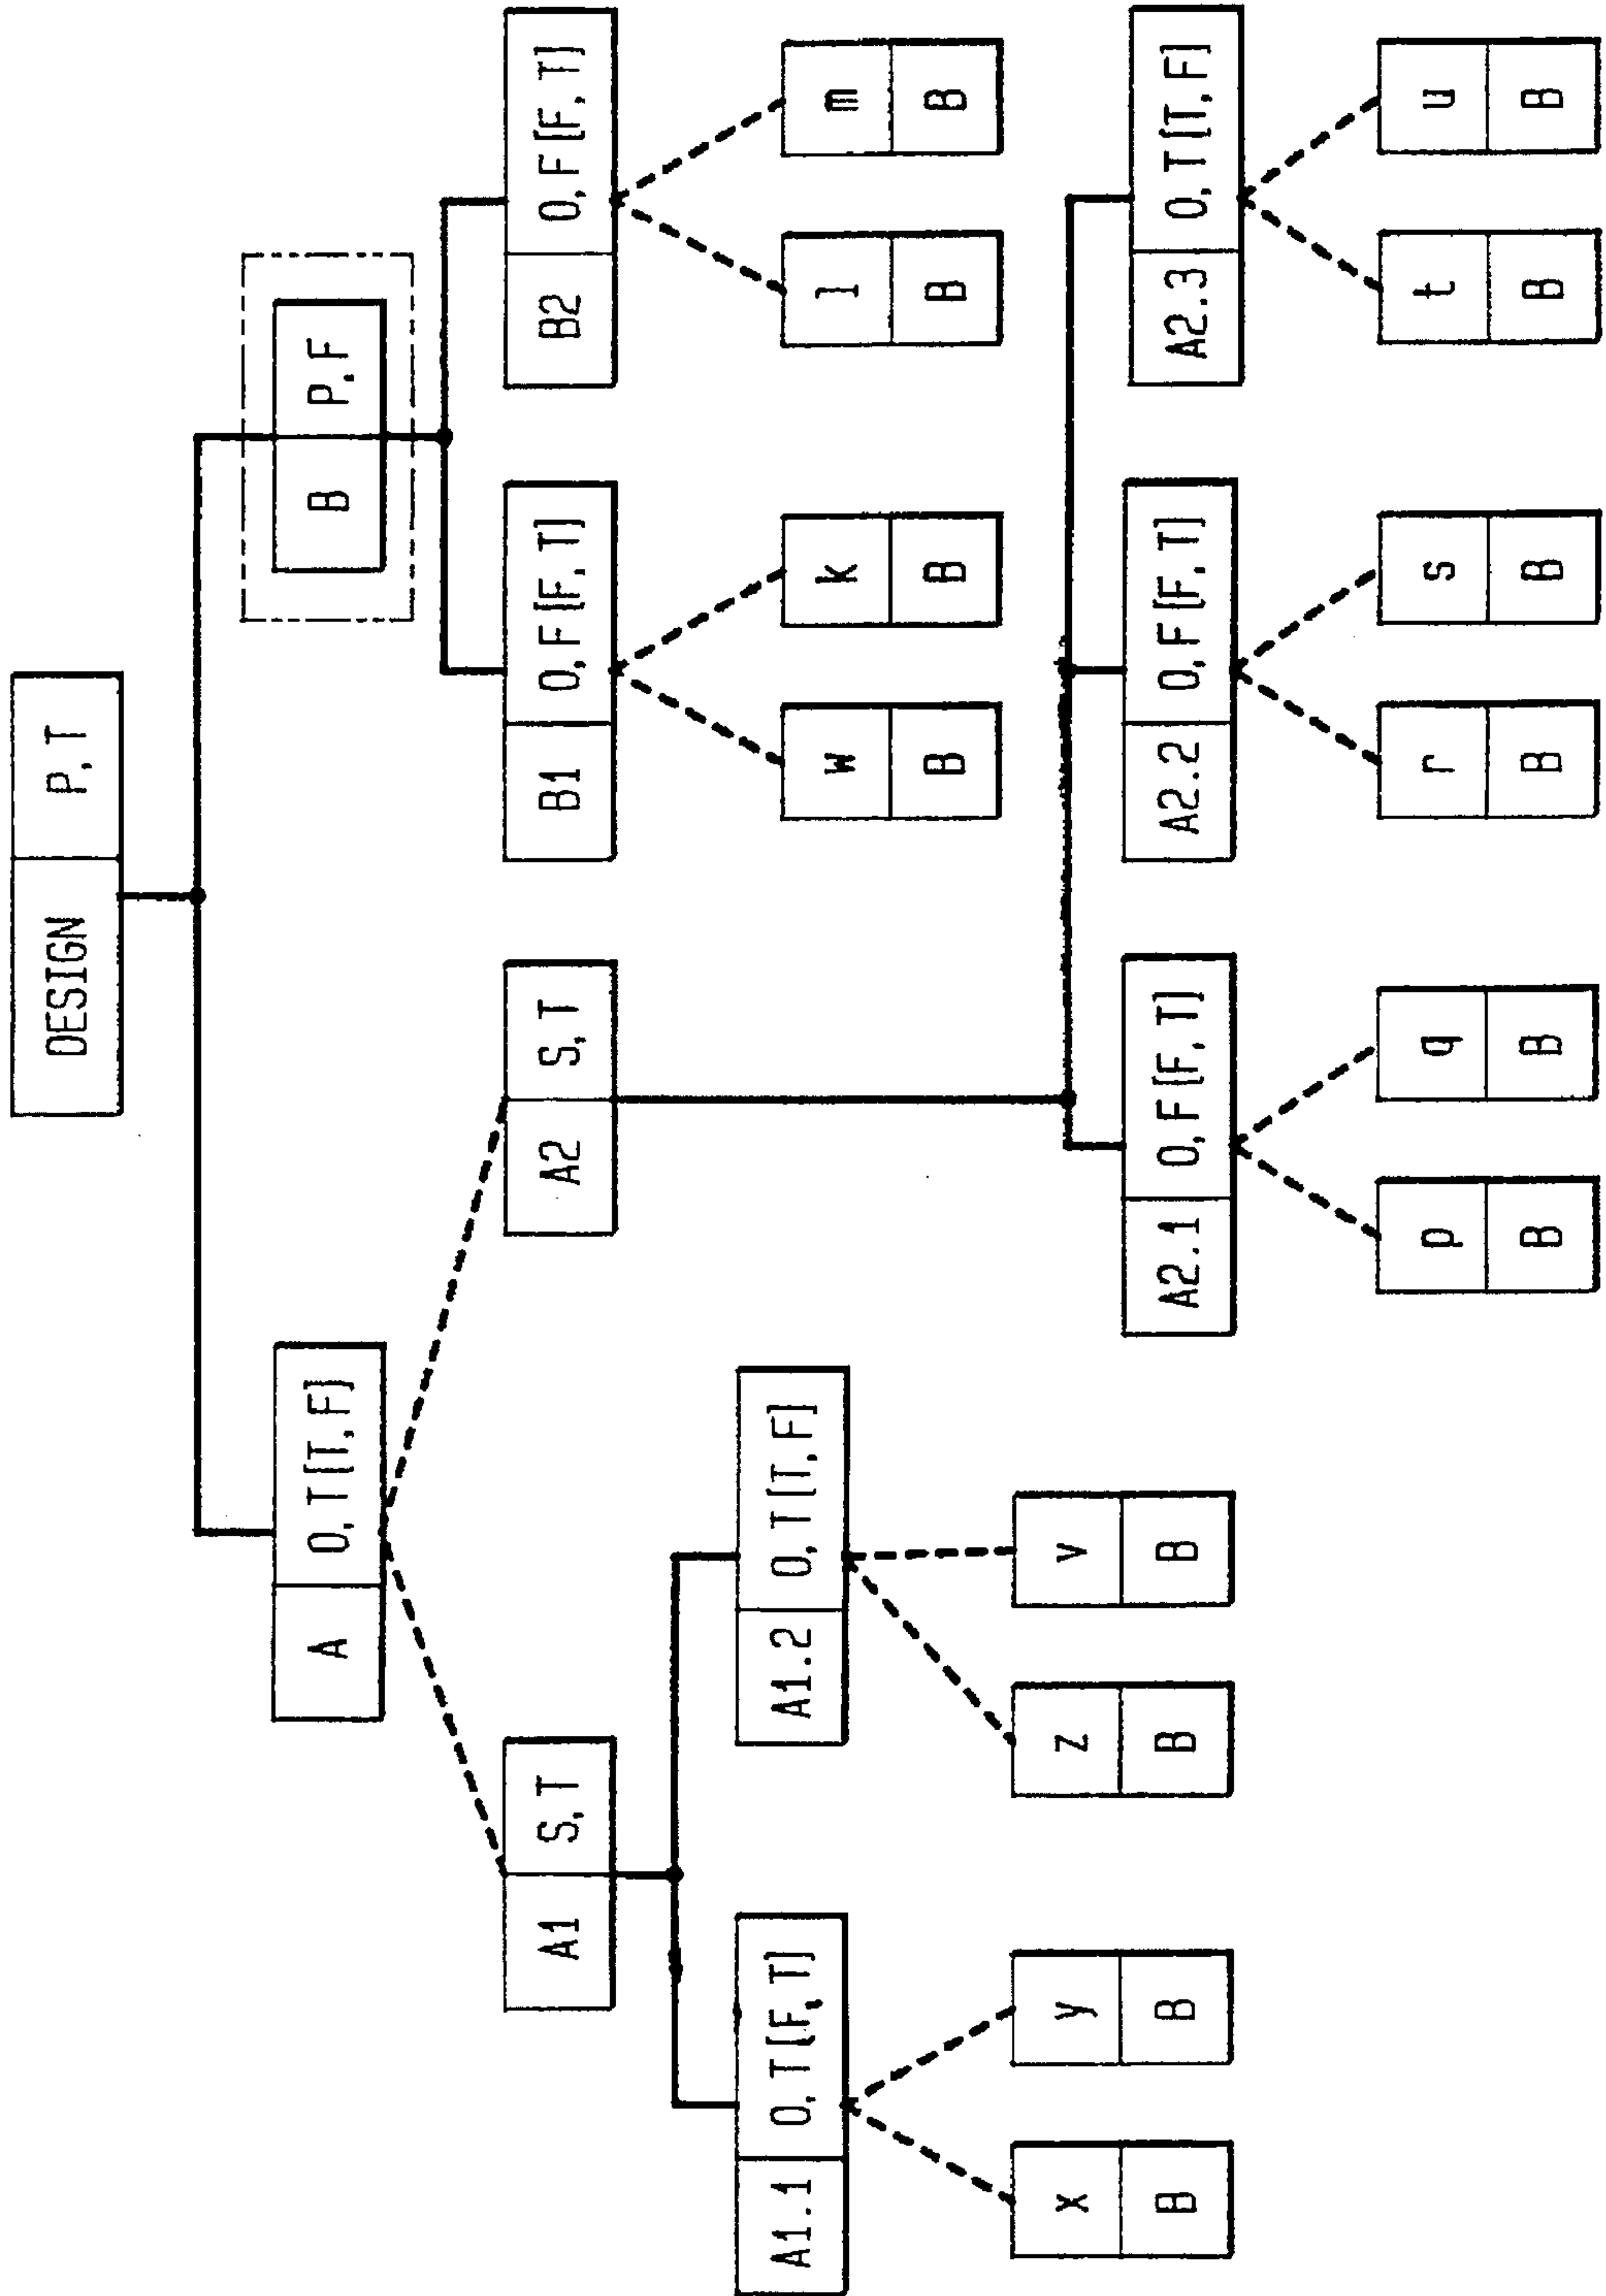 DESIGN P,T
A O,T[T,F]
B P,F
A1 S,T
A2 S,T
B1 O,F[F,T]
B2 O,F[F,T]
A1.1 O,T[F,T]
A1.2 O,T[T,F]
w
B
k
B
l
B
m
B
x
B
y
B
z
B
v
B
A2.1 O,F[F,T]
A2.2 O,F[F,T]
A2.3 O,T[T,F]
p
B
q
B
r
B
s
B
t
B
u
B